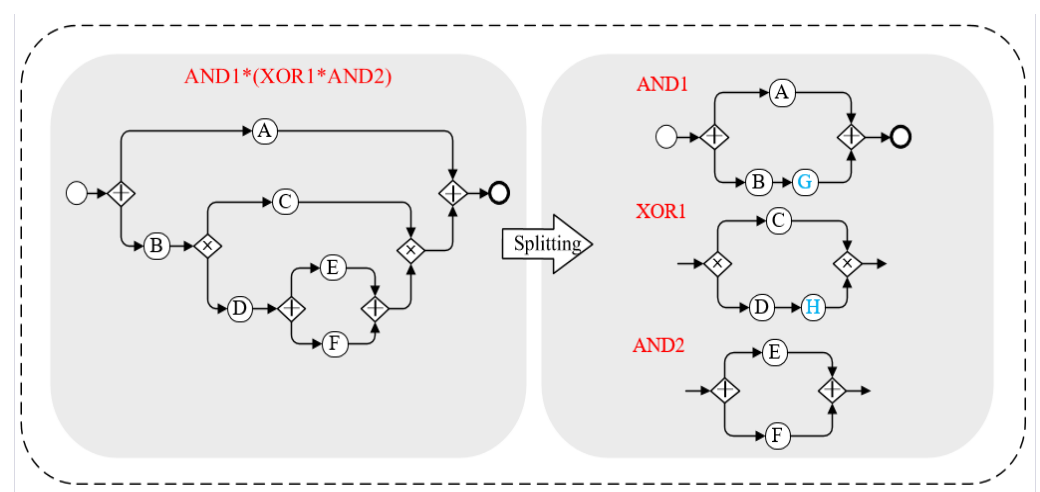 AND1*(XOR1*AND2)
A
C
B
E
D
F
Splitting
AND1
A
B G
XOR1
C
D H
AND2
E
F